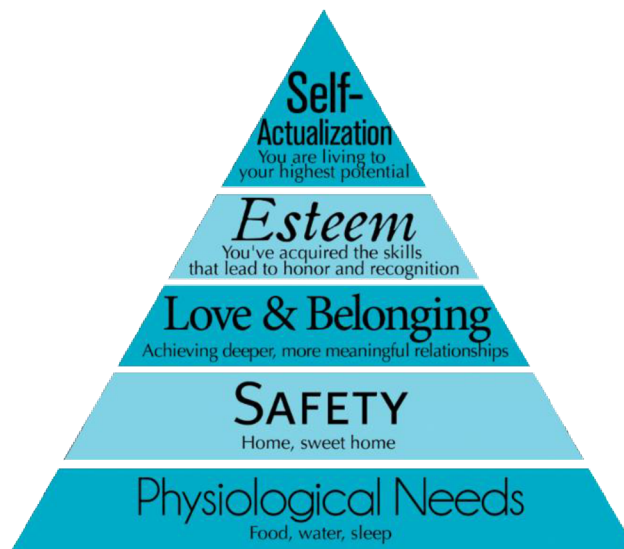 Self-
Actualization
You are living to
your highest potential
Esteem
You've acquired the skills
that lead to honor and recognition
Love & Belonging
Achieving deeper, more meaningful relationships
SAFETY
Home, sweet home
Physiological Needs
Food, water, sleep